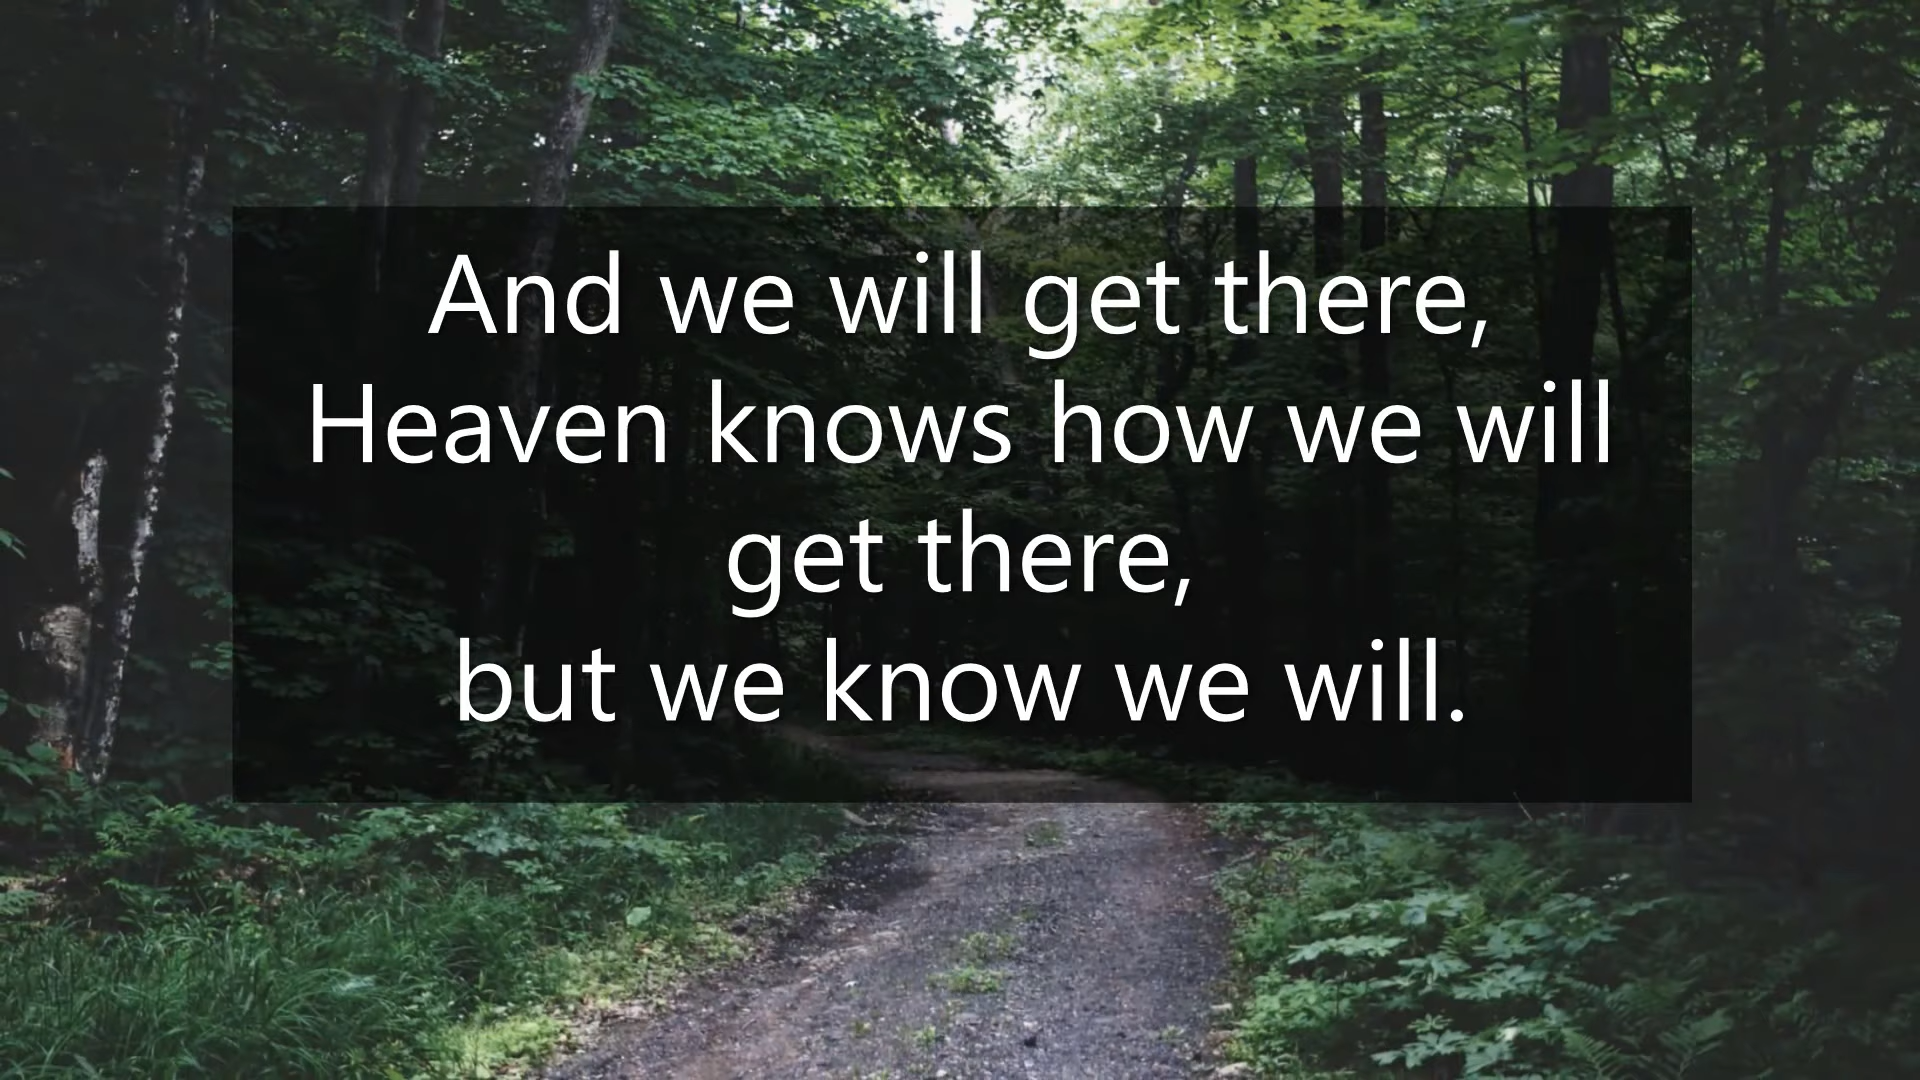 And we will get there,
Heaven knows how we will
get there,
but we know we will.